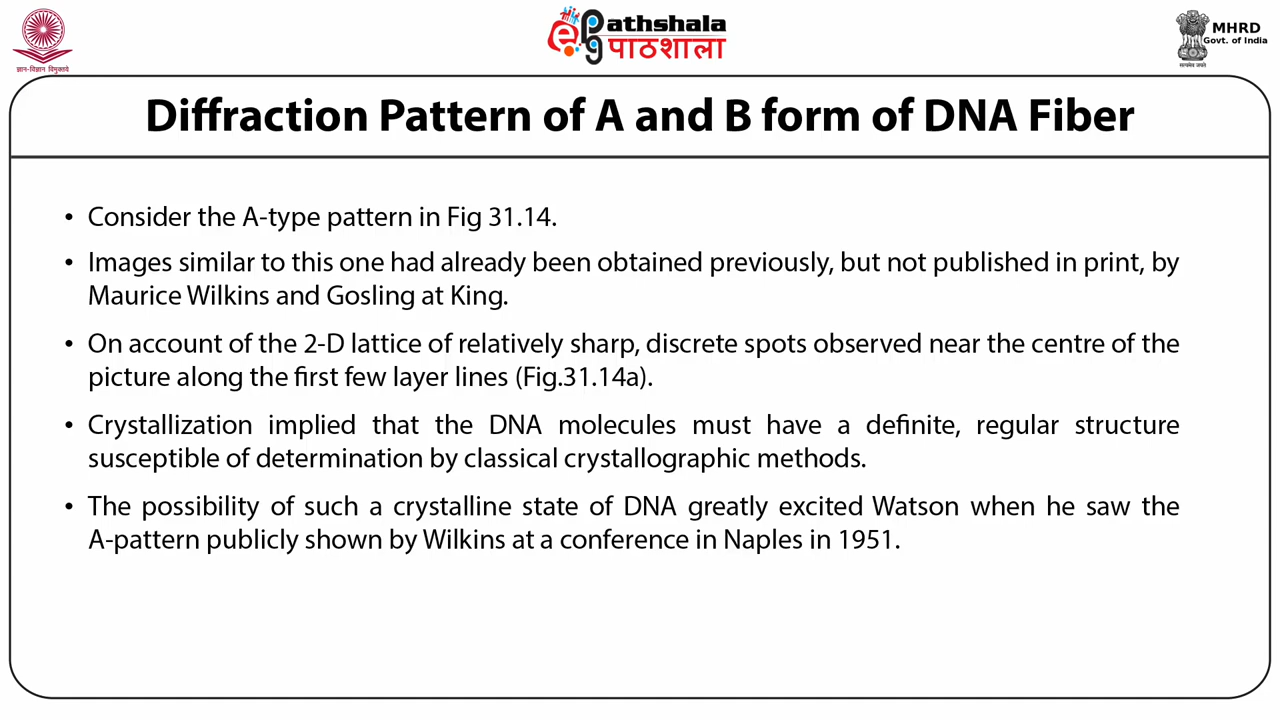 ज्ञान-विज्ञान विमुक्तये
ePG Pathshala
पाठशाला
MHRD
Govt. of India
सत्यमेव जयते
Diffraction Pattern of A and B form of DNA Fiber
• Consider the A-type pattern in Fig 31.14.
• Images similar to this one had already been obtained previously, but not published in print, by
Maurice Wilkins and Gosling at King.
• On account of the 2-D lattice of relatively sharp, discrete spots observed near the centre of the
picture along the first few layer lines (Fig.31.14a).
• Crystallization implied that the DNA molecules must have a definite, regular structure
susceptible of determination by classical crystallographic methods.
• The possibility of such a crystalline state of DNA greatly excited Watson when he saw the
A-pattern publicly shown by Wilkins at a conference in Naples in 1951.